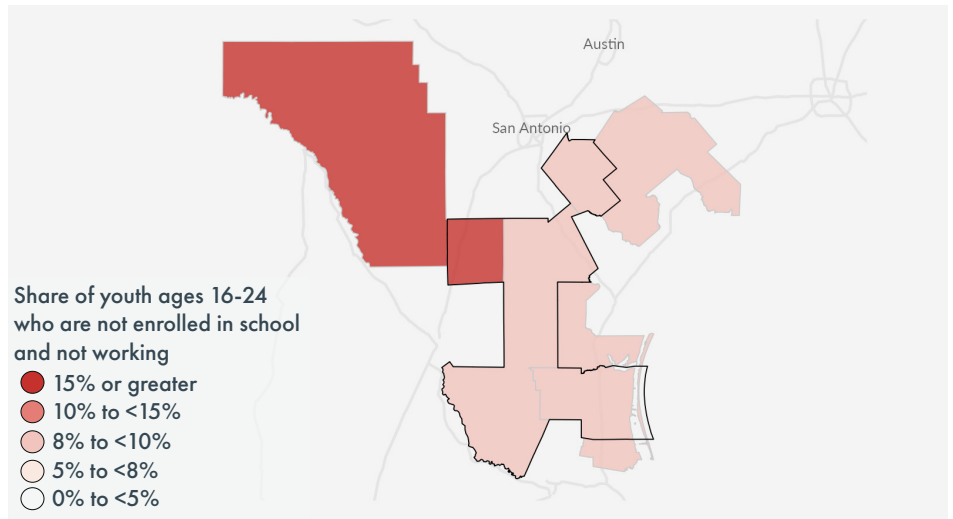 Austin
San Antonio
Share of youth ages 16-24
who are not enrolled in school
and not working
15% or greater
10% to <15%
8% to <10%
5% to <8%
0% to <5%